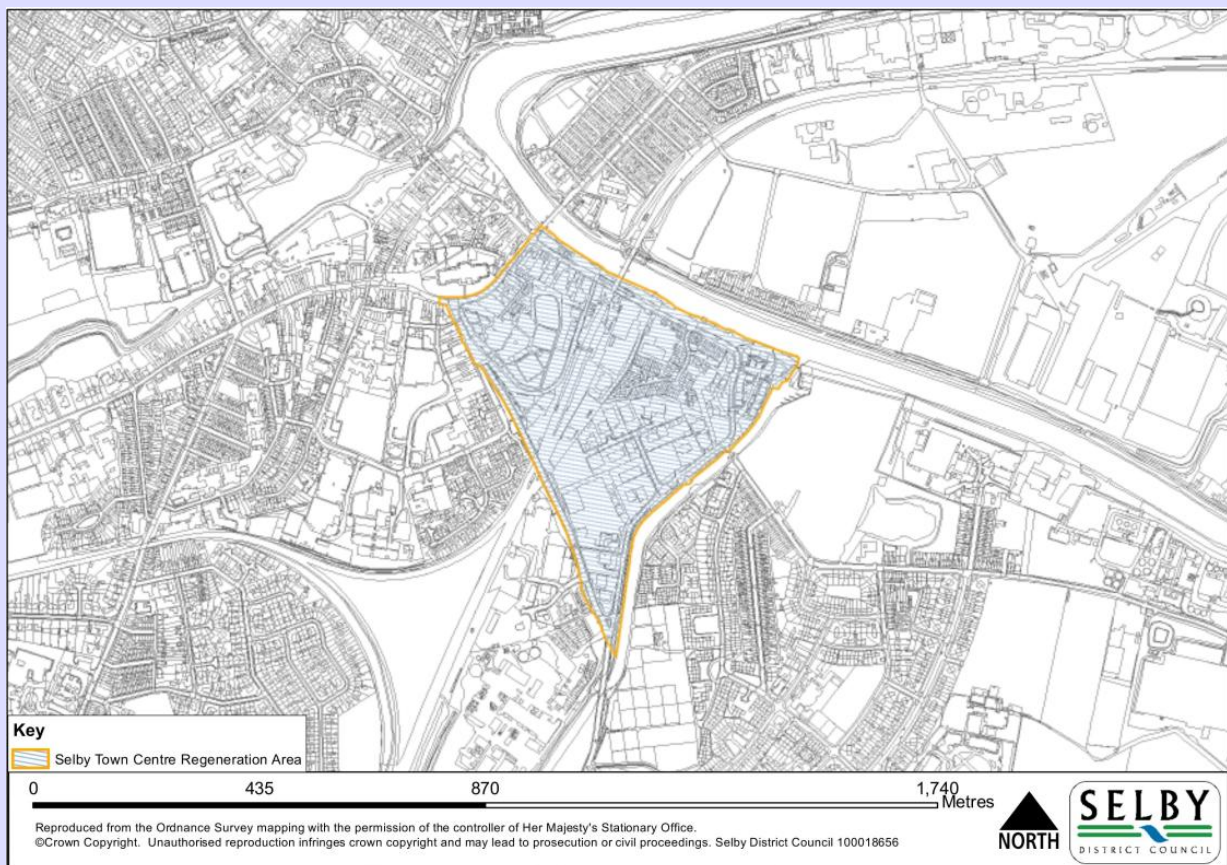 Key
Selby Town Centre Regeneration Area
0 435 870 1,740
Metres
Reproduced from the Ordnance Survey mapping with the permission of the controller of Her Majesty's Stationary Office.
©Crown Copyright. Unauthorised reproduction infringes crown copyright and may lead to prosecution or civil proceedings. Selby District Council 100018656
NORTH
SELBY
DISTRICT COUNCIL